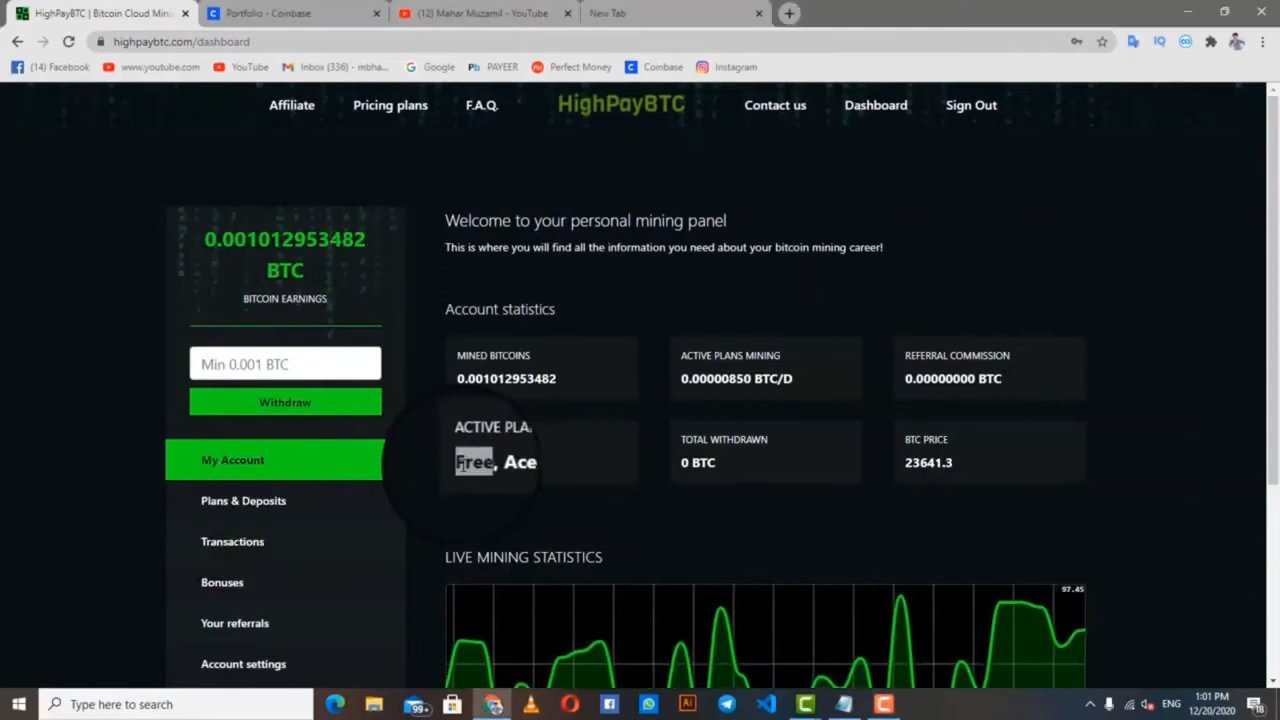 HighPayBTC | Bitcoin Cloud Mini
Portfolio - Coinbase
(12) Mahar Muzamil - YouTube
New Tab
highpaybtc.com/dashboard
(14) Facebook
www.youtube.com
YouTube
Inbox (336) - mbha...
Google
PAYEER
Perfect Money
Coinbase
Instagram
Affiliate
Pricing plans
F.A.Q.
HighPayBTC
Contact us
Dashboard
Sign Out
0.001012953482
BTC
BITCOIN EARNINGS
Min 0.001 BTC
Withdraw
My Account
Plans & Deposits
Transactions
Bonuses
Your referrals
Account settings
Welcome to your personal mining panel
This is where you will find all the information you need about your bitcoin mining career!
Account statistics
MINED BITCOINS
0.001012953482
ACTIVE PLANS MINING
0.00000850 BTC/D
REFERRAL COMMISSION
0.00000000 BTC
ACTIVE PLA
Free, Ace
TOTAL WITHDRAWN
0 BTC
BTC PRICE
23641.3
LIVE MINING STATISTICS
97.45
Type here to search
99+
Ai
ENG
1:01 PM
12/20/2020
18